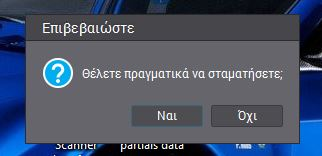 Επιβεβαιώστε
Θέλετε πραγματικά να σταματήσετε;
Ναι
Όχι
Scanner
partials data